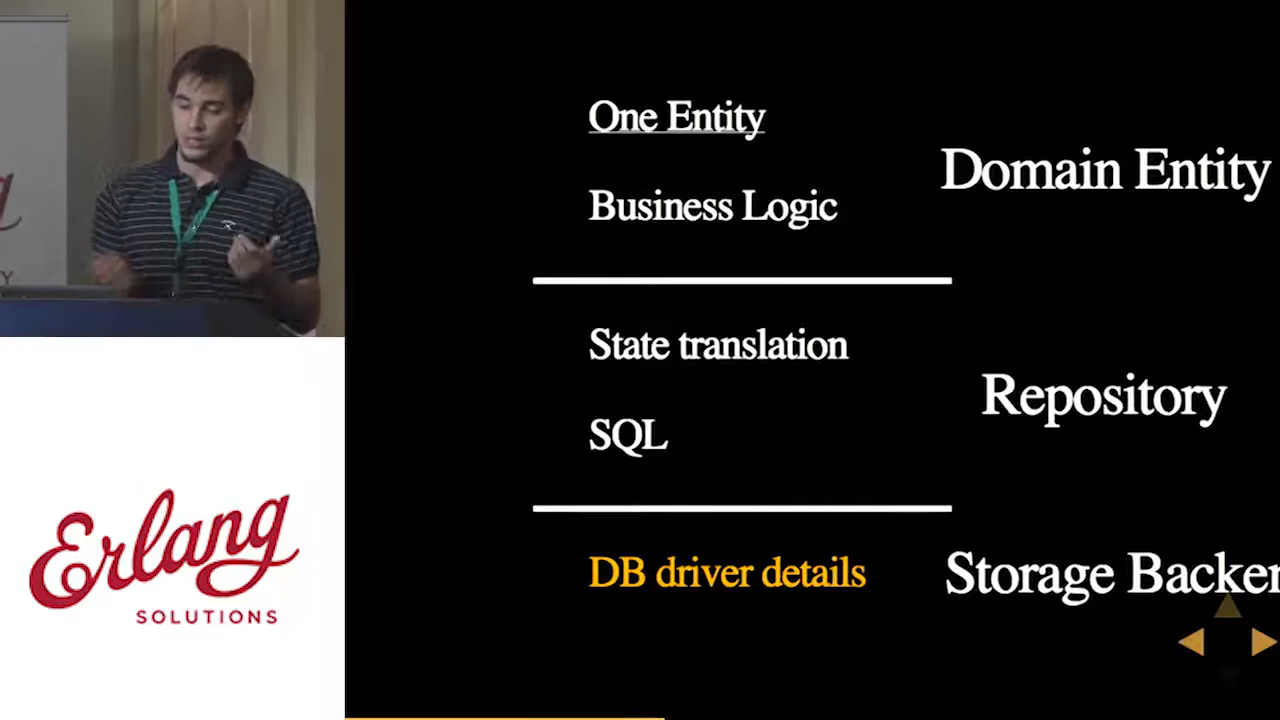 One Entity
Business Logic
Domain Entity
State translation
SQL
Repository
DB driver details
Storage Backen
Erlang
SOLUTIONS